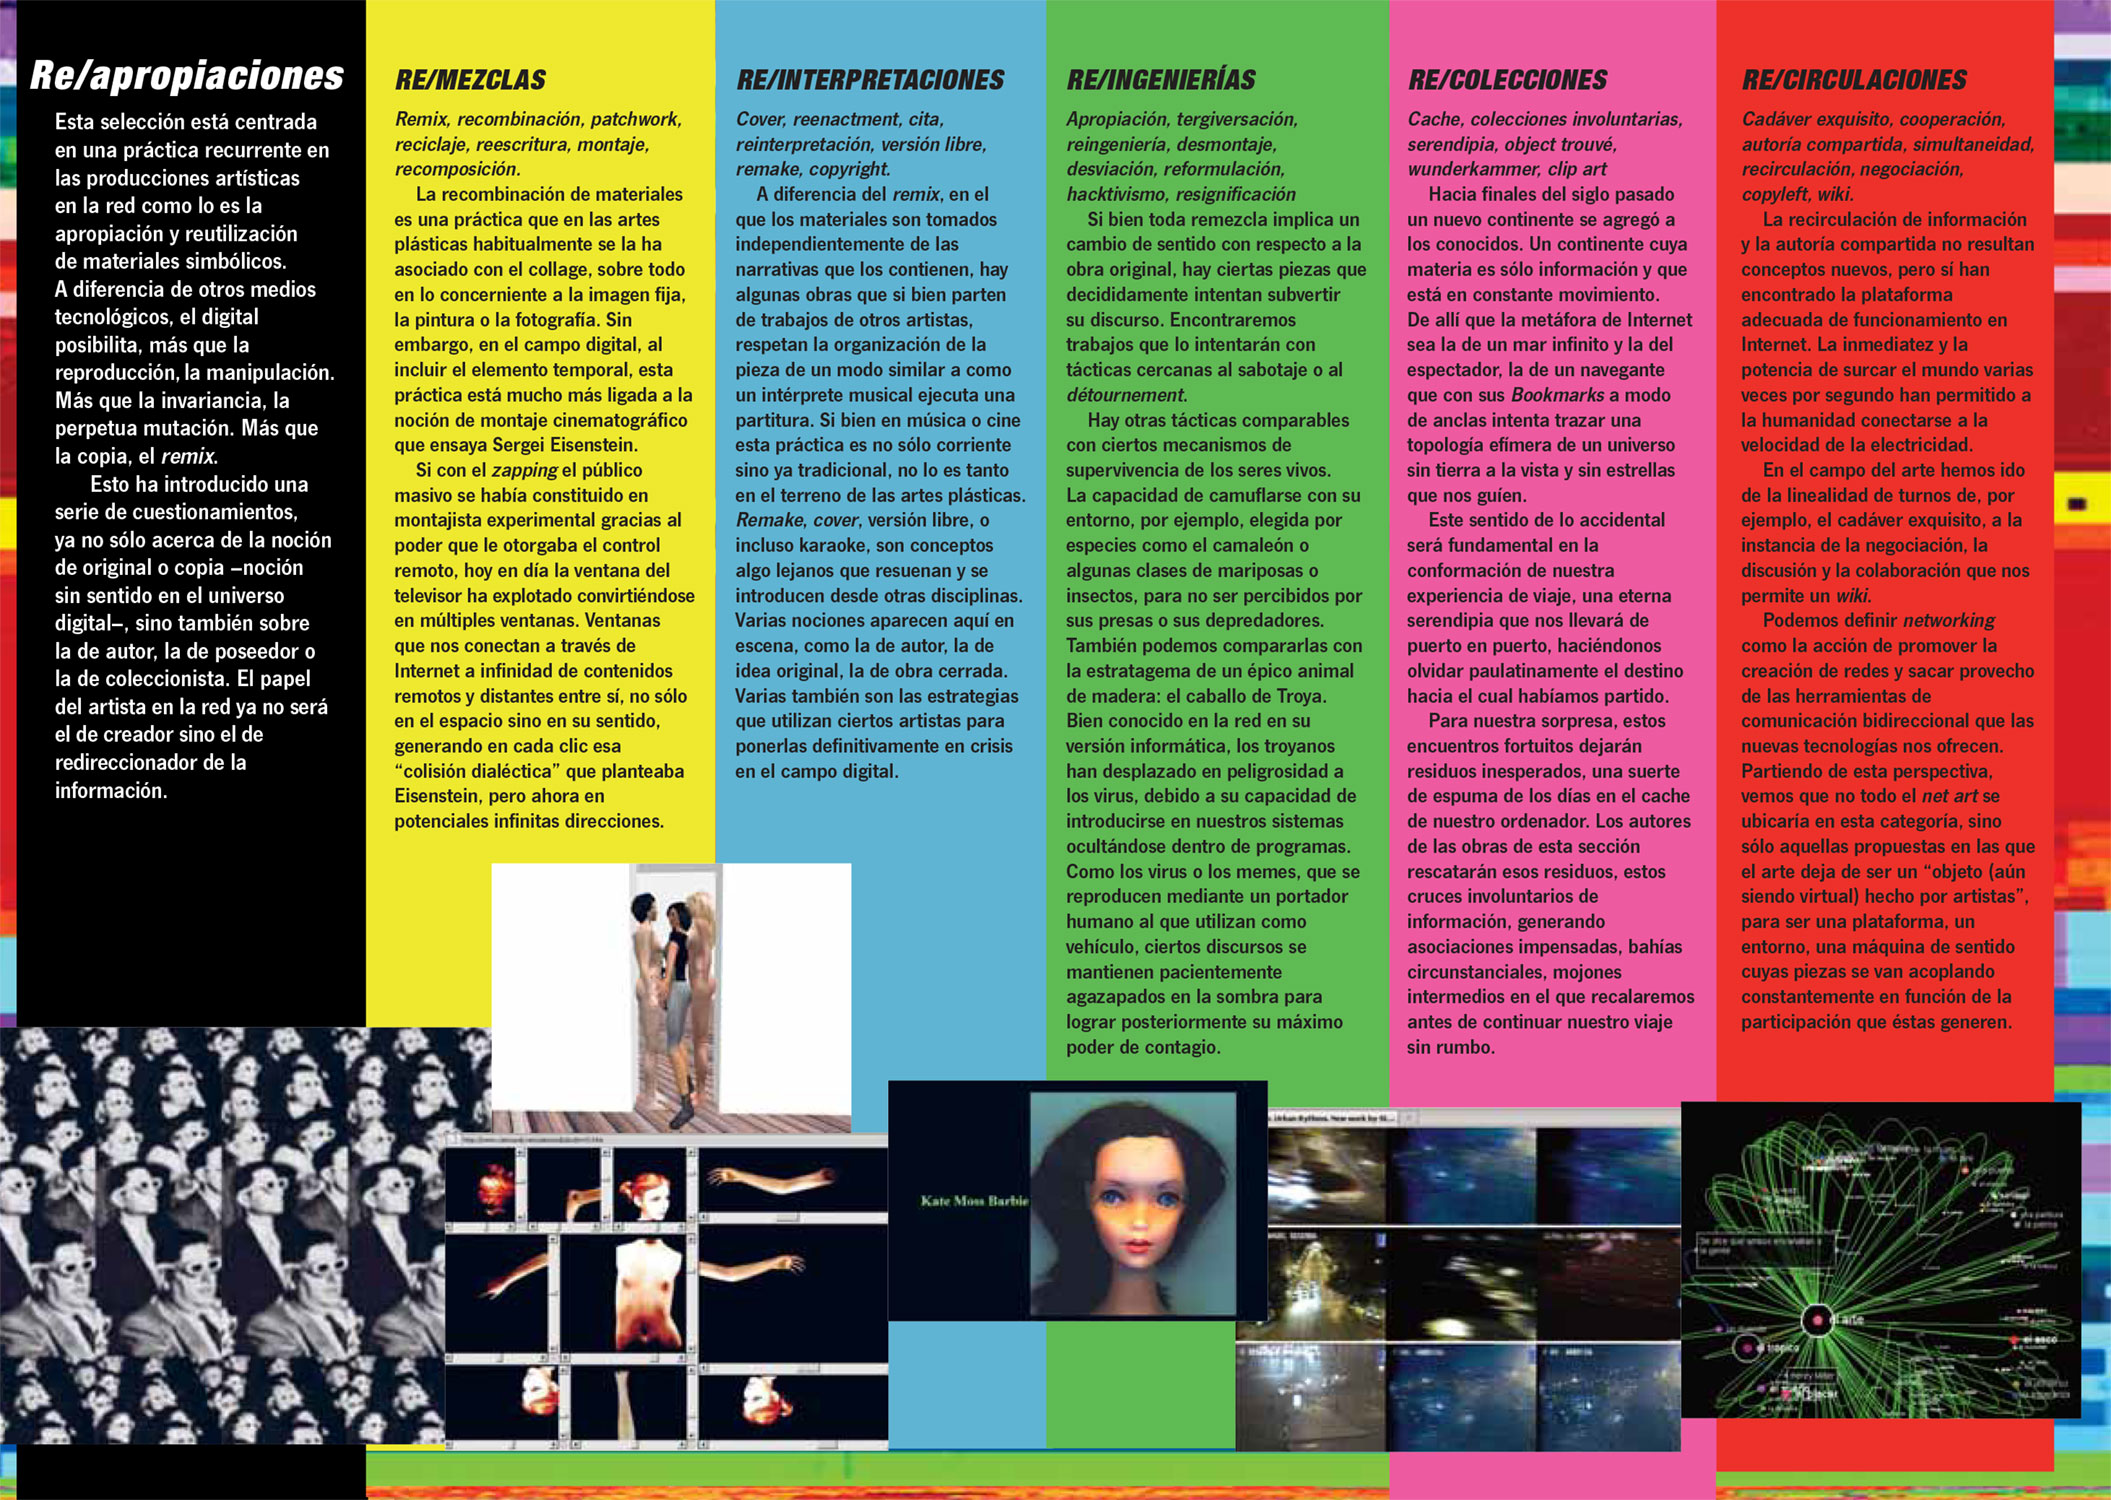 Re/apropiaciones
Esta selección está centrada
en una práctica recurrente en
las producciones artísticas
en la red como lo es la
apropiación y reutilización
de materiales simbólicos.
A diferencia de otros medios
tecnológicos, el digital
posibilita, más que la
reproducción, la manipulación.
Más que la invariancia, la
perpetua mutación. Más que
la copia, el remix.
Esto ha introducido una
serie de cuestionamientos,
ya no sólo acerca de la noción
de original o copia –noción
sin sentido en el universo
digital–, sino también sobre
la de autor, la de poseedor o
la de coleccionista. El papel
del artista en la red ya no será
el de creador sino el de
redireccionador de la
información.
RE/MEZCLAS
Remix, recombinación, patchwork,
reciclaje, reescritura, montaje,
recomposición.
La recombinación de materiales
es una práctica que en las artes
plásticas habitualmente se la ha
asociado con el collage, sobre todo
en lo concerniente a la imagen fija,
la pintura o la fotografía. Sin
embargo, en el campo digital, al
incluir el elemento temporal, esta
práctica está mucho más ligada a la
noción de montaje cinematográfico
que ensaya Sergei Eisenstein.
Si con el zapping el público
masivo se había constituido en
montajista experimental gracias al
poder que le otorgaba el control
remoto, hoy en día la ventana del
televisor ha explotado convirtiéndose
en múltiples ventanas. Ventanas
que nos conectan a través de
Internet a infinidad de contenidos
remotos y distantes entre sí, no sólo
en el espacio sino en su sentido,
generando en cada clic esa
“colisión dialéctica” que planteaba
Eisenstein, pero ahora en
potenciales infinitas direcciones.
RE/INTERPRETACIONES
Cover, reenactment, cita,
reinterpretación, versión libre,
remake, copyright.
A diferencia del remix, en el
que los materiales son tomados
independientemente de las
narrativas que los contienen, hay
algunas obras que si bien parten
de trabajos de otros artistas,
respetan la organización de la
pieza de un modo similar a como
un intérprete musical ejecuta una
partitura. Si bien en música o cine
esta práctica es no sólo corriente
sino ya tradicional, no lo es tanto
en el terreno de las artes plásticas.
Remake, cover, versión libre, o
incluso karaoke, son conceptos
algo lejanos que resuenan y se
introducen desde otras disciplinas.
Varias nociones aparecen aquí en
escena, como la de autor, la de
idea original, la de obra cerrada.
Varias también son las estrategias
que utilizan ciertos artistas para
ponerlas definitivamente en crisis
en el campo digital.
RE/INGENIERÍAS
Apropiación, tergiversación,
reingeniería, desmontaje,
desviación, reformulación,
hacktivismo, resignificación
Si bien toda remezcla implica un
cambio de sentido con respecto a la
obra original, hay ciertas piezas que
decididamente intentan subvertir
su discurso. Encontraremos
trabajos que lo intentarán con
tácticas cercanas al sabotaje o al
détournement.
Hay otras tácticas comparables
con ciertos mecanismos de
supervivencia de los seres vivos.
La capacidad de camuflarse con su
entorno, por ejemplo, elegida por
especies como el camaleón o
algunas clases de mariposas o
insectos, para no ser percibidos por
sus presas o sus depredadores.
También podemos compararlas con
la estratagema de un épico animal
de madera: el caballo de Troya.
Bien conocido en la red en su
versión informática, los troyanos
han desplazado en peligrosidad a
los virus, debido a su capacidad de
introducirse en nuestros sistemas
ocultándose dentro de programas.
Como los virus o los memes, que se
reproducen mediante un portador
humano al que utilizan como
vehículo, ciertos discursos se
mantienen pacientemente
agazapados en la sombra para
lograr posteriormente su máximo
poder de contagio.
RE/COLECCIONES
Cache, colecciones involuntarias,
serendipia, object trouvé,
wunderkammer, clip art
Hacia finales del siglo pasado
un nuevo continente se agregó a
los conocidos. Un continente cuya
materia es sólo información y que
está en constante movimiento.
De allí que la metáfora de Internet
sea la de un mar infinito y la del
espectador, la de un navegante
que con sus Bookmarks a modo
de anclas intenta trazar una
topología efímera de un universo
sin tierra a la vista y sin estrellas
que nos guíen.
Este sentido de lo accidental
será fundamental en la
conformación de nuestra
experiencia de viaje, una eterna
serendipia que nos llevará de
puerto en puerto, haciéndonos
olvidar paulatinamente el destino
hacia el cual habíamos partido.
Para nuestra sorpresa, estos
encuentros fortuitos dejarán
residuos inesperados, una suerte
de espuma de los días en el cache
de nuestro ordenador. Los autores
de las obras de esta sección
rescatarán esos residuos, estos
cruces involuntarios de
información, generando
asociaciones impensadas, bahías
circunstanciales, mojones
intermedios en el que recalaremos
antes de continuar nuestro viaje
sin rumbo.
RE/CIRCULACIONES
Cadáver exquisito, cooperación,
autoría compartida, simultaneidad,
recirculación, negociación,
copyleft, wiki.
La recirculación de información
y la autoría compartida no resultan
conceptos nuevos, pero sí han
encontrado la plataforma
adecuada de funcionamiento en
Internet. La inmediatez y la
potencia de surcar el mundo varias
veces por segundo han permitido a
la humanidad conectarse a la
velocidad de la electricidad.
En el campo del arte hemos ido
de la linealidad de turnos de, por
ejemplo, el cadáver exquisito, a la
instancia de la negociación, la
discusión y la colaboración que nos
permite un wiki.
Podemos definir networking
como la acción de promover la
creación de redes y sacar provecho
de las herramientas de
comunicación bidireccional que las
nuevas tecnologías nos ofrecen.
Partiendo de esta perspectiva,
vemos que no todo el net art se
ubicaría en esta categoría, sino
sólo aquellas propuestas en las que
el arte deja de ser un “objeto (aún
siendo virtual) hecho por artistas”,
para ser una plataforma, un
entorno, una máquina de sentido
cuyas piezas se van acoplando
constantemente en función de la
participación que éstas generen.
Kate Moss Barbie
el arte
trópico
el asco
Henry Miller
el placer